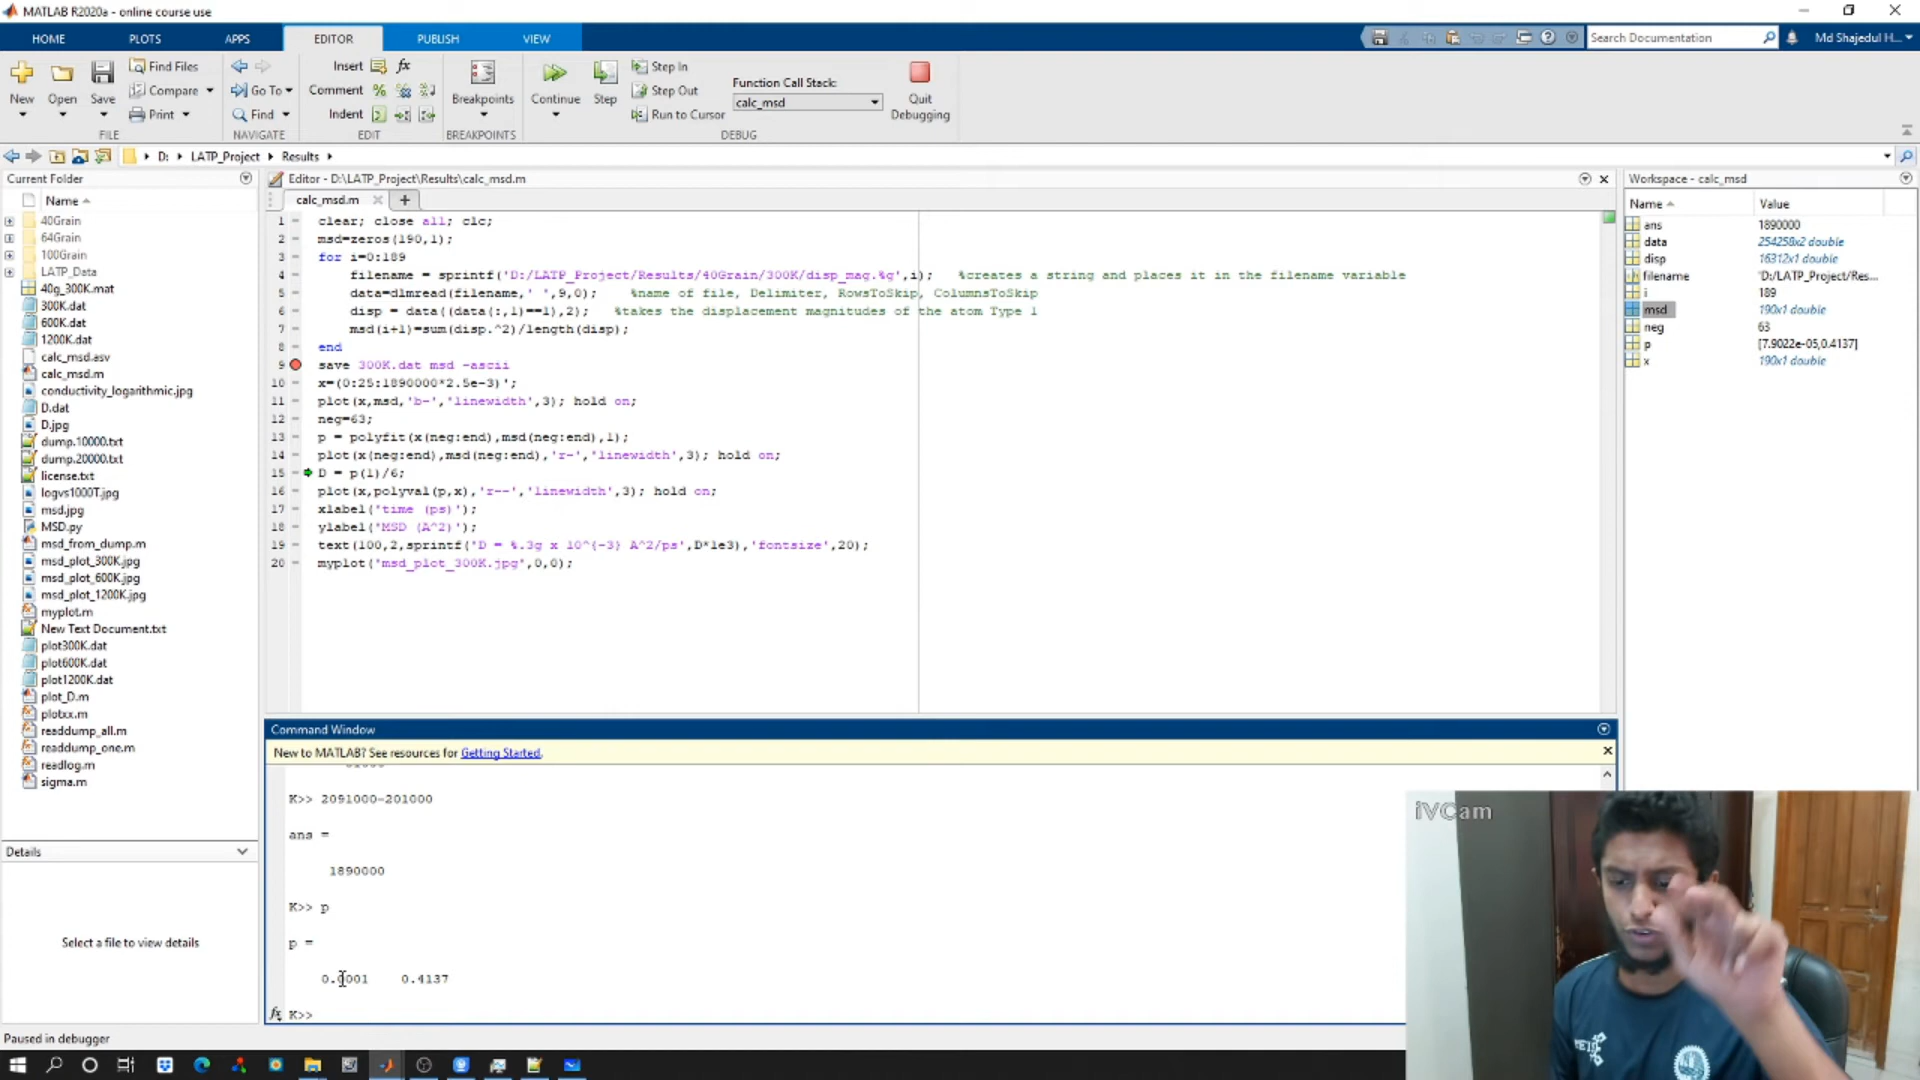 MATLAB R2020a - online course use
HOME PLOTS APPS EDITOR PUBLISH VIEW
Search Documentation
Md Shajedul H...
New Open Save Find Files Compare Print
FILE
Go To Find
NAVIGATE
Insert fx
Comment
Indent
EDIT
Breakpoints
BREAKPOINTS
Continue Step Step In Step Out Run to Cursor
Function Call Stack:
calc_msd
Quit Debugging
DEBUG
D: LATP_Project Results
Current Folder
Name
40Grain
64Grain
100Grain
LATP_Data
40g_300K.mat
300K.dat
600K.dat
1200K.dat
calc_msd.asv
calc_msd.m
conductivity_logarithmic.jpg
D.dat
D.jpg
dump.10000.txt
dump.20000.txt
license.txt
logvs1000T.jpg
msd.jpg
MSD.py
msd_from_dump.m
msd_plot_300K.jpg
msd_plot_600K.jpg
msd_plot_1200K.jpg
myplot.m
New Text Document.txt
plot300K.dat
plot600K.dat
plot1200K.dat
plot_D.m
plotxx.m
readdump_all.m
readdump_one.m
readlog.m
sigma.m
Details
Select a file to view details
Editor - D:\LATP_Project\Results\calc_msd.m
calc_msd.m
1 clear; close all; clc;
2 msd=zeros(190,1);
3 for i=0:189
4 filename = sprintf('D:/LATP_Project/Results/40Grain/300K/disp_mag.%g',i); %creates a string and places it in the filename variable
5 data=dlmread(filename,' ',9,0); %name of file, Delimiter, RowsToSkip, ColumnsToSkip
6 disp = data((data(:,1)==1),2); %takes the displacement magnitudes of the atom Type 1
7 msd(i+1)=sum(disp.^2)/length(disp);
8 end
9 save 300K.dat msd -ascii
10 x=(0:25:1890000*2.5e-3)';
11 plot(x,msd,'b-','linewidth',3); hold on;
12 neg=63;
13 p = polyfit(x(neg:end),msd(neg:end),1);
14 plot(x(neg:end),msd(neg:end),'r-','linewidth',3); hold on;
15 D = p(1)/6;
16 plot(x,polyval(p,x),'r--','linewidth',3); hold on;
17 xlabel('time (ps)');
18 ylabel('MSD (A^2)');
19 text(100,2,sprintf('D = %.3g x 10^{-3} A^2/ps',D*1e3),'fontsize',20);
20 myplot('msd_plot_300K.jpg',0,0);
Command Window
New to MATLAB? See resources for Getting Started.
K>> 2091000-201000
ans =
1890000
K>> p
p =
0.0001 0.4137
fx K>>
Workspace - calc_msd
Name Value
ans 1890000
data 254258x2 double
disp 16312x1 double
filename 'D:/LATP_Project/Res...
i 189
msd 190x1 double
neg 63
p [7.9022e-05,0.4137]
x 190x1 double
iVCam
Paused in debugger